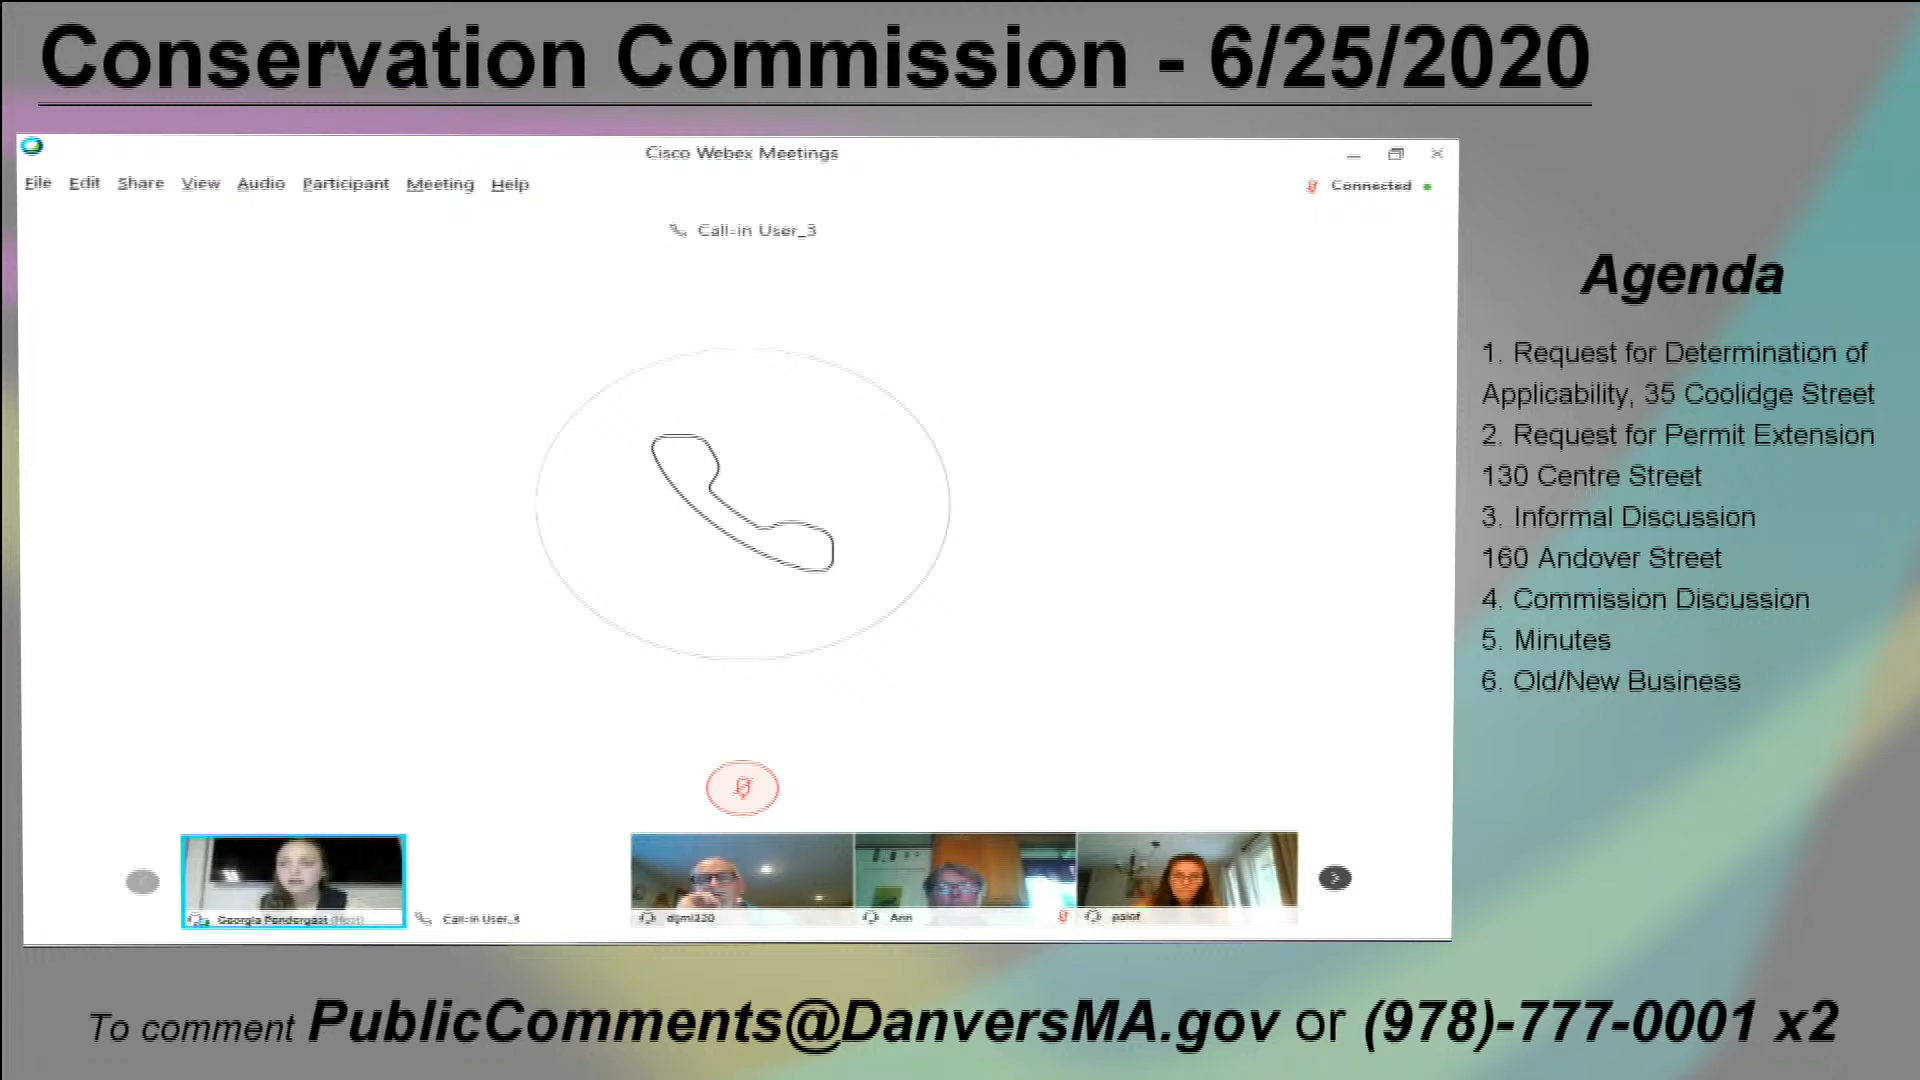 Conservation Commission - 6/25/2020
Cisco Webex Meetings
File Edit Share View Audio Participant Meeting Help
Connected
Call-in User_3
Agenda
1. Request for Determination of
Applicability, 35 Coolidge Street
2. Request for Permit Extension
130 Centre Street
3. Informal Discussion
160 Andover Street
4. Commission Discussion
5. Minutes
6. Old/New Business
Georgia Pendergast (Host)
Call-in User_3
Ann
To comment PublicComments@DanversMA.gov or (978)-777-0001 x2